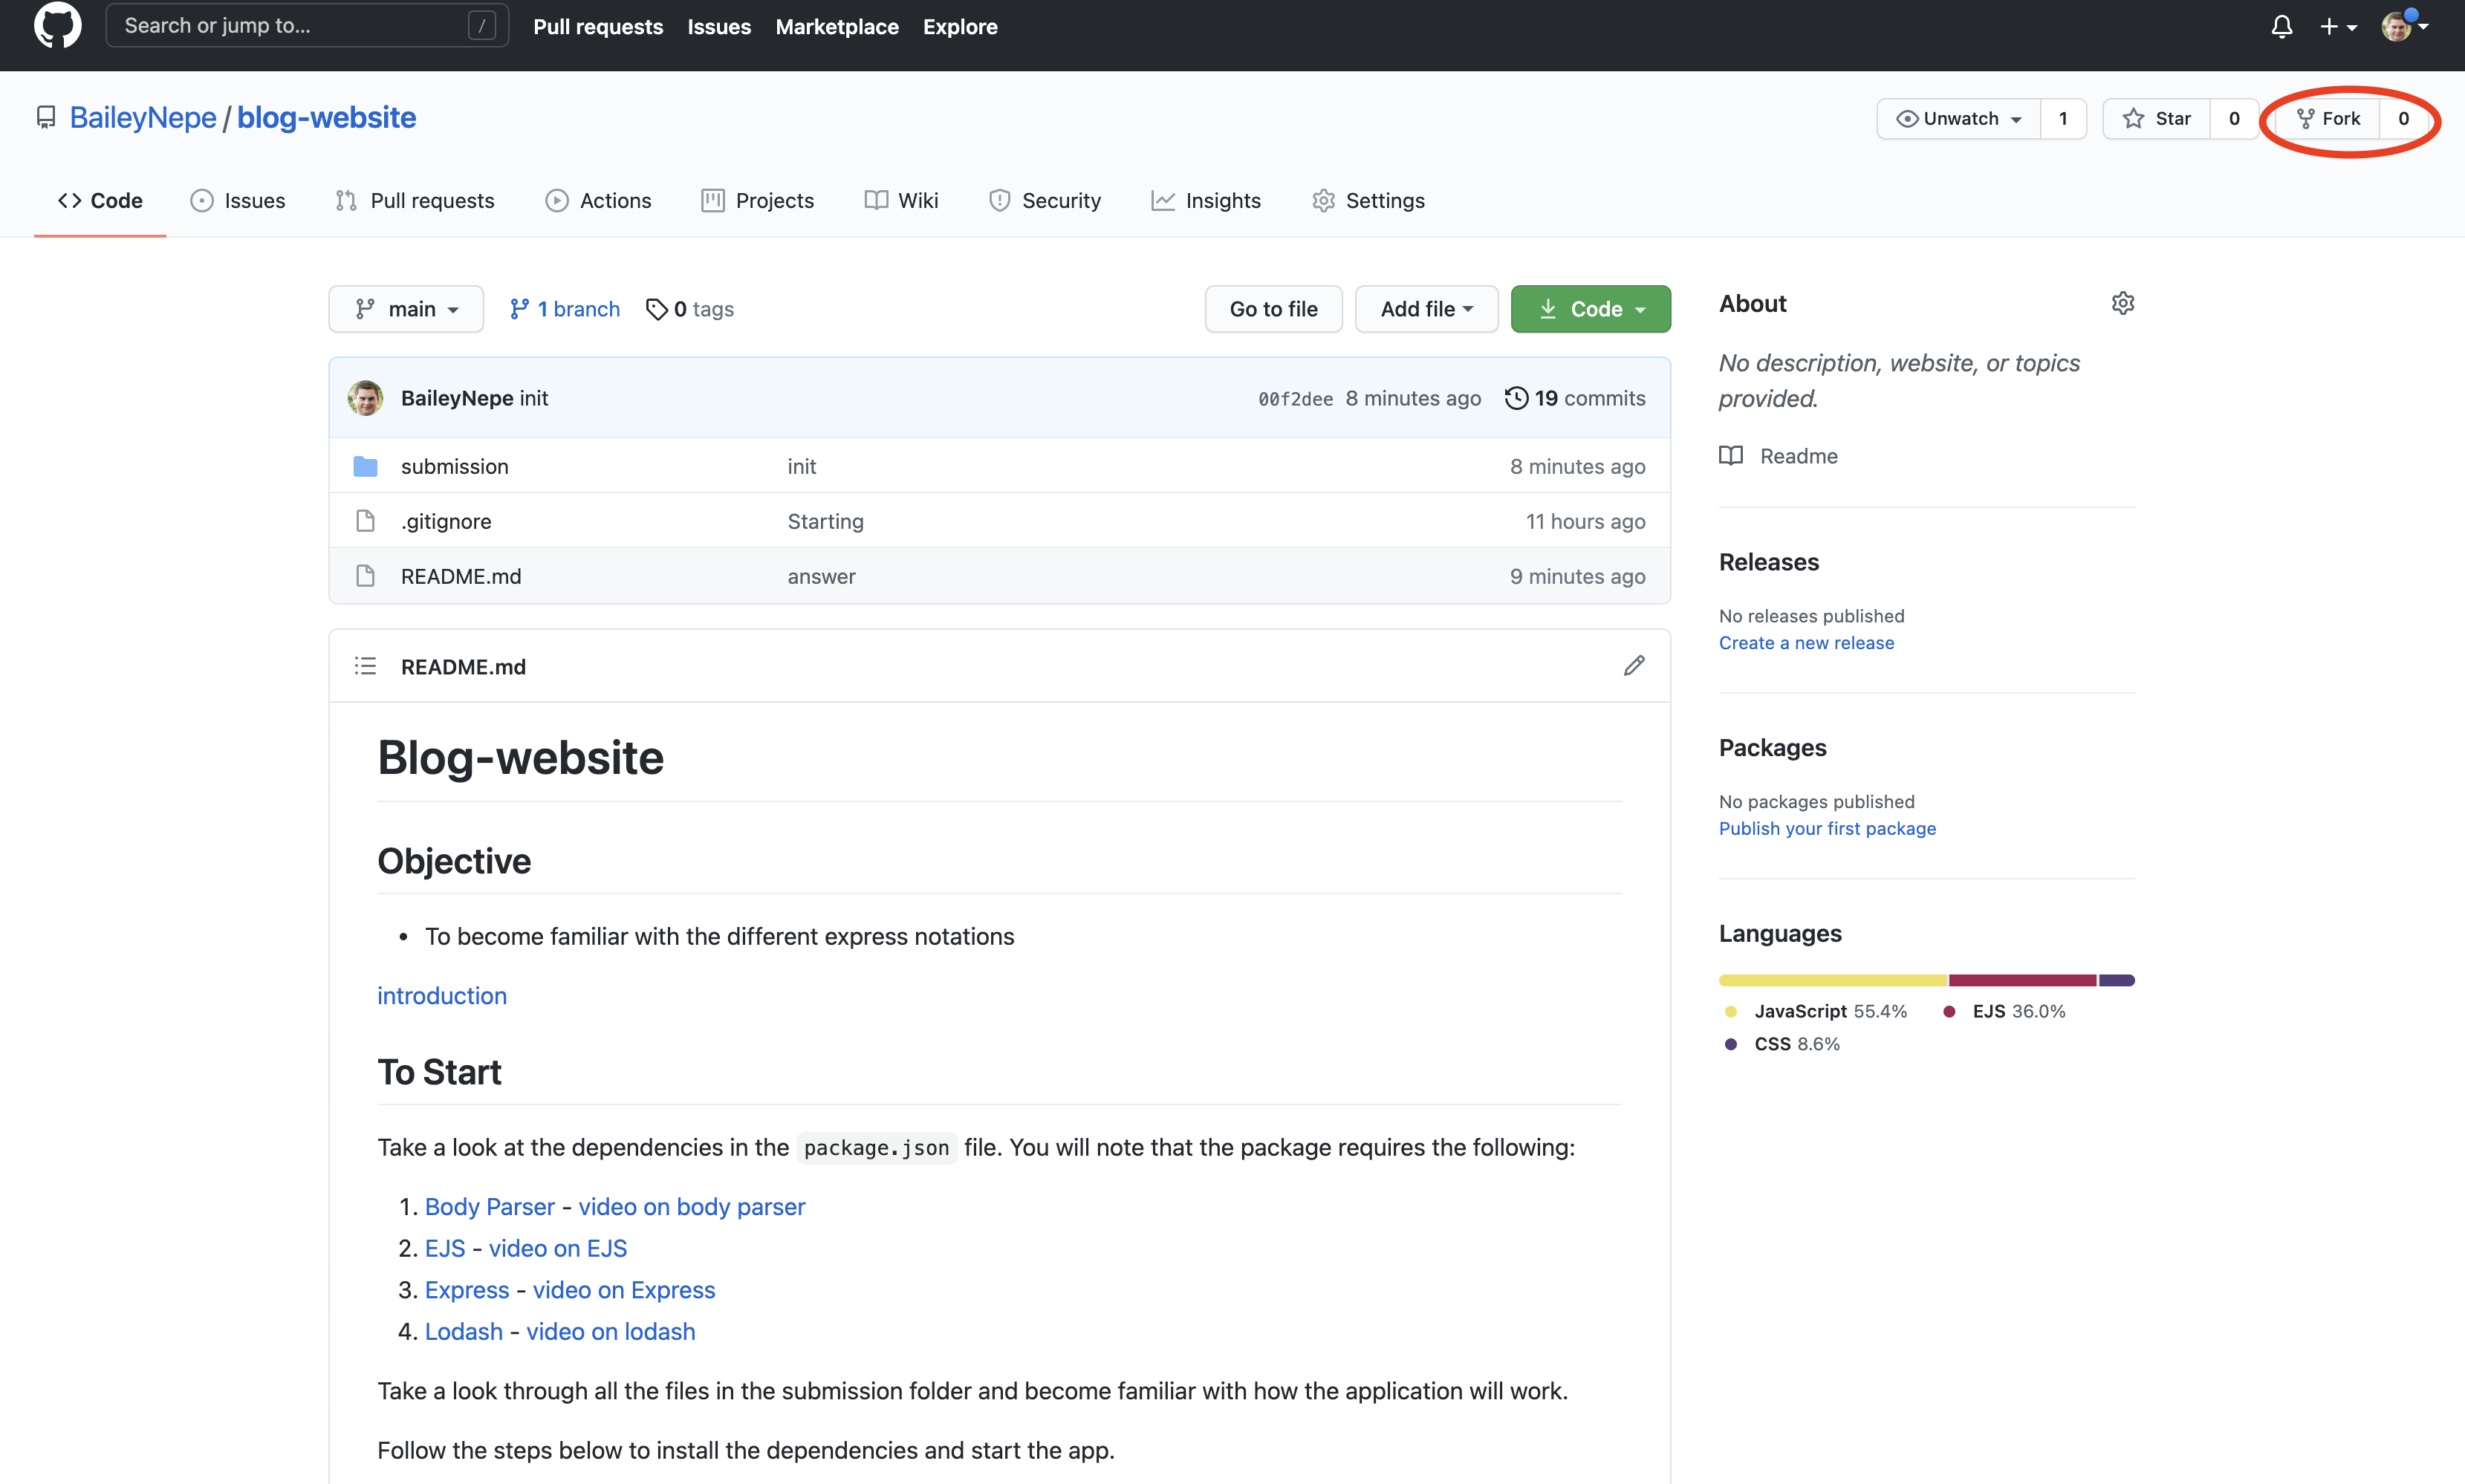 Search or jump to... /
Pull requests Issues Marketplace Explore
BaileyNepe / blog-website
Unwatch 1 Star 0 Fork 0
Code Issues Pull requests Actions Projects Wiki Security Insights Settings
main 1 branch 0 tags Go to file Add file Code
BaileyNepe init 00f2dee 8 minutes ago 19 commits
submission init 8 minutes ago
.gitignore Starting 11 hours ago
README.md answer 9 minutes ago
README.md
Blog-website
Objective
• To become familiar with the different express notations
introduction
To Start
Take a look at the dependencies in the package.json file. You will note that the package requires the following:
1. Body Parser - video on body parser
2. EJS - video on EJS
3. Express - video on Express
4. Lodash - video on lodash
Take a look through all the files in the submission folder and become familiar with how the application will work.
Follow the steps below to install the dependencies and start the app.
About
No description, website, or topics
provided.
Readme
Releases
No releases published
Create a new release
Packages
No packages published
Publish your first package
Languages
JavaScript 55.4% EJS 36.0%
CSS 8.6%